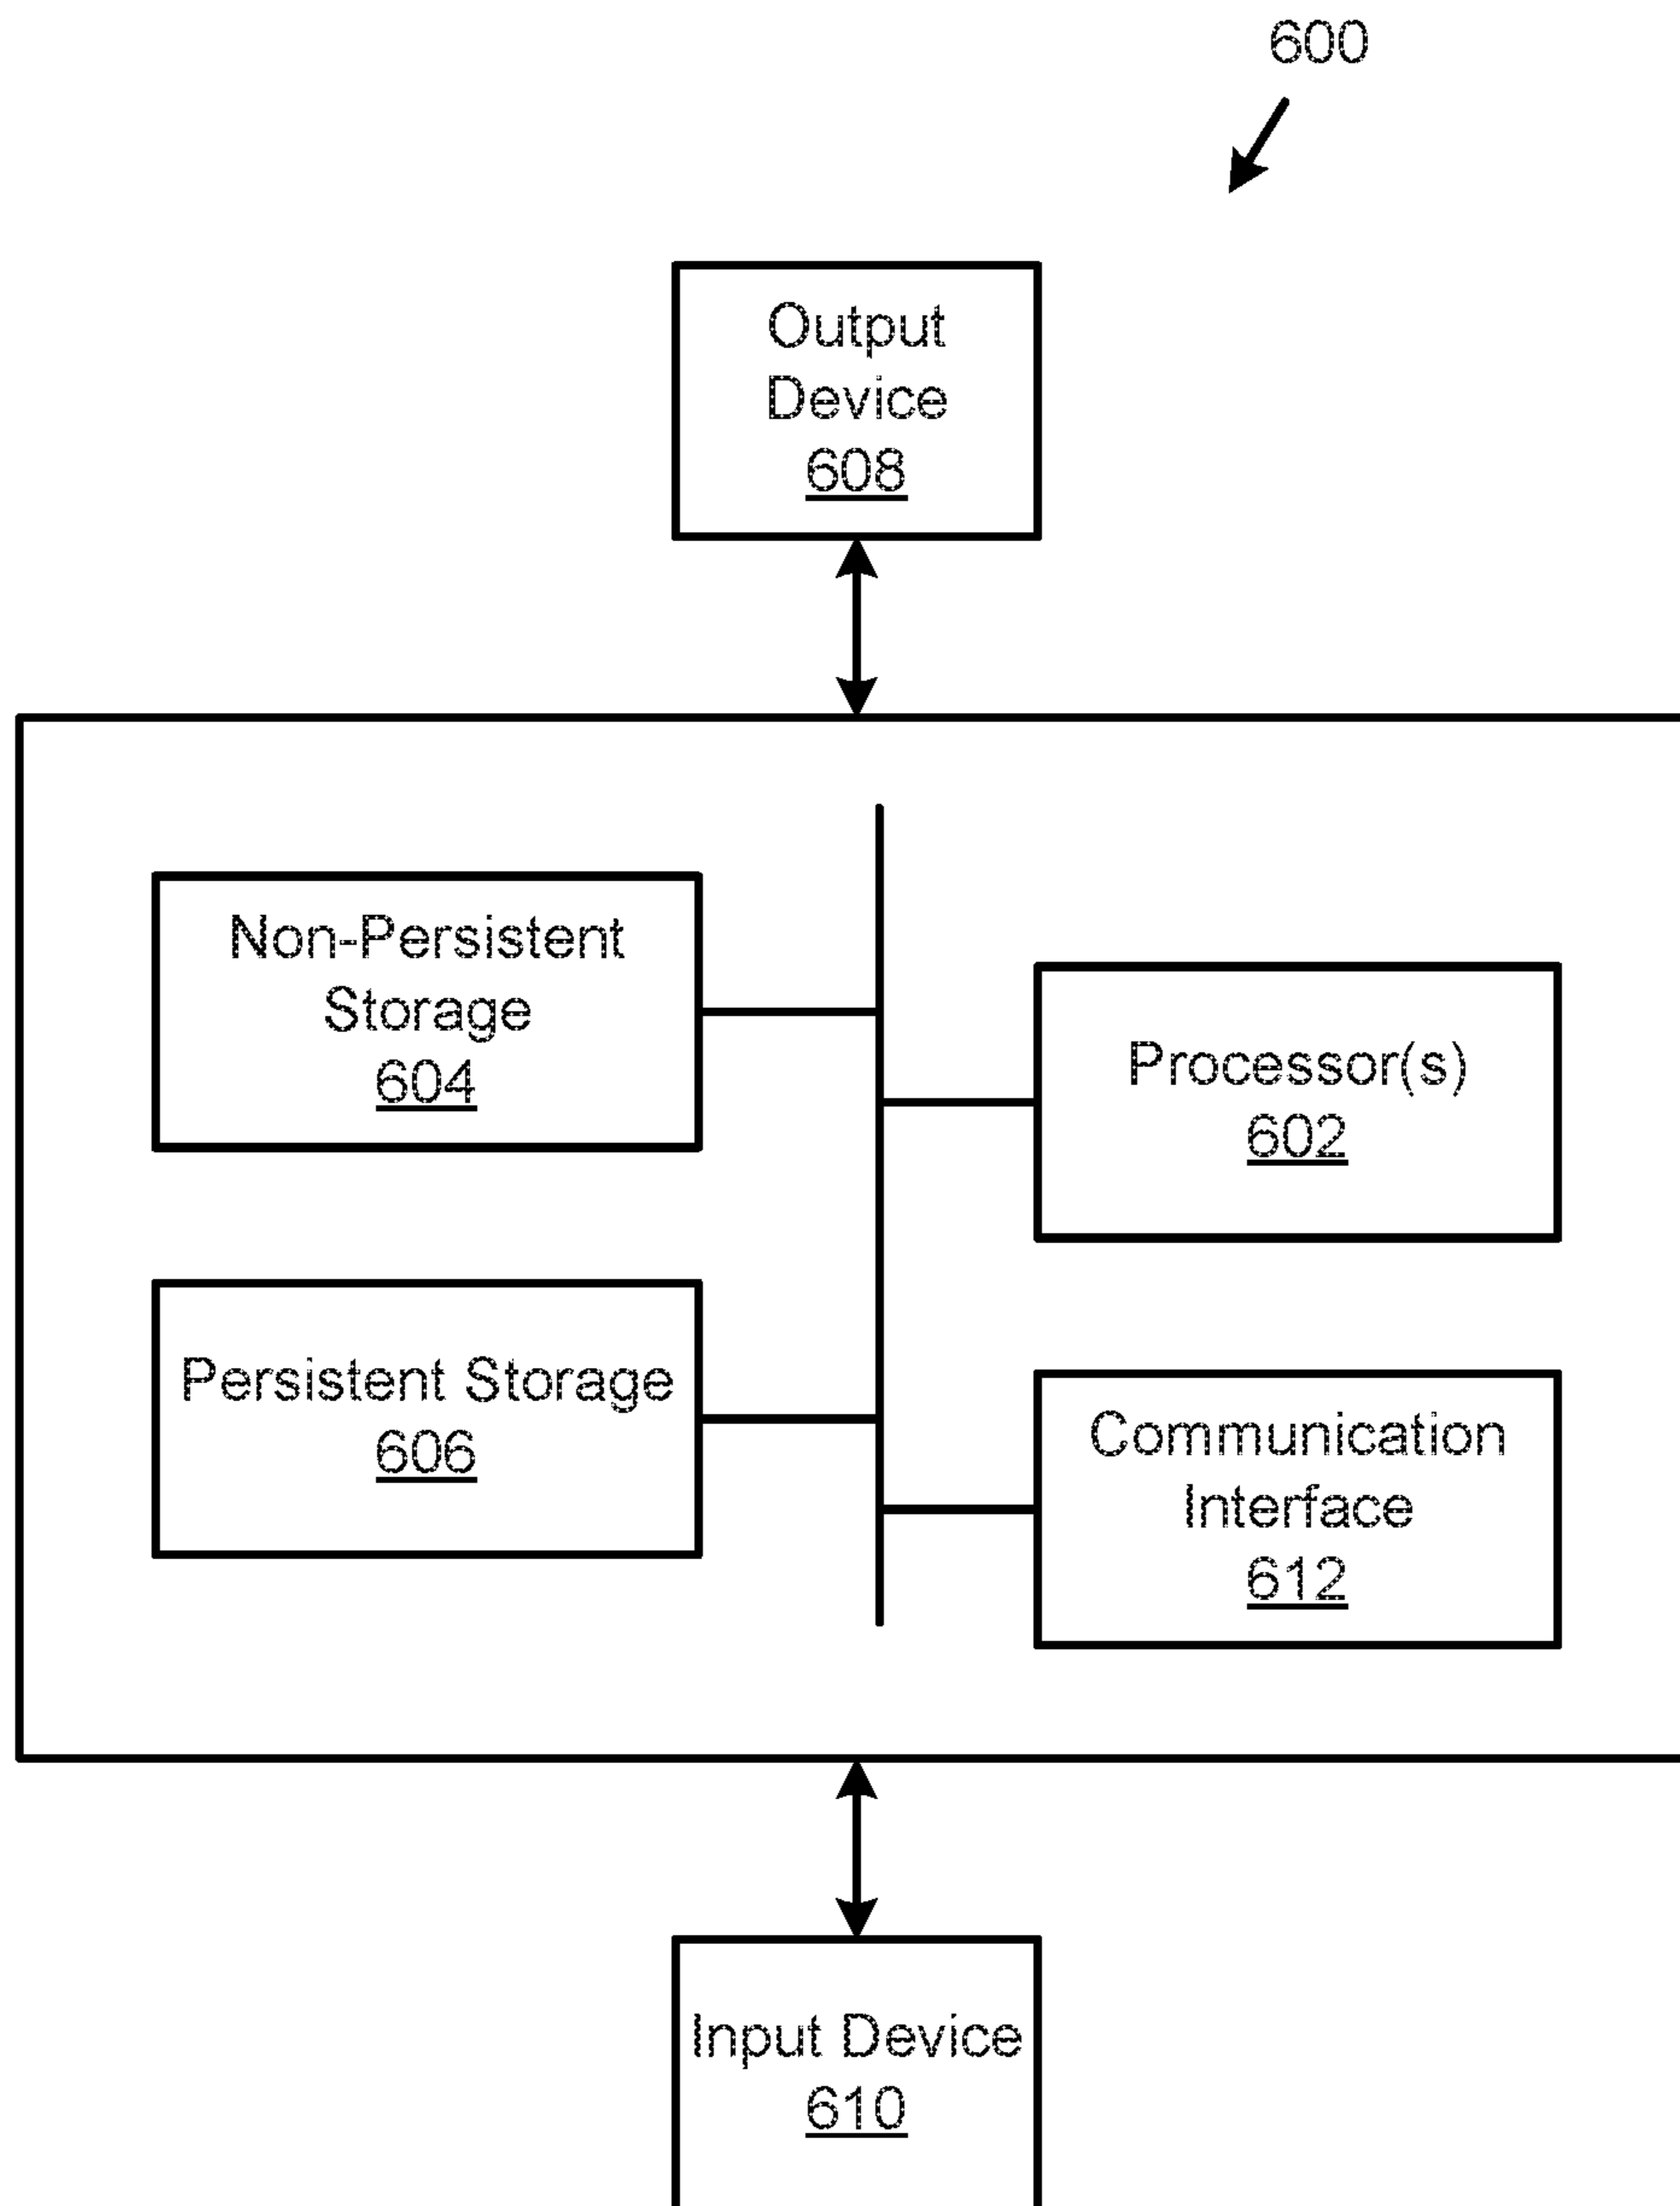 600
Output
Device
608
Non-Persistent
Storage
604
Processor(s)
602
Persistent Storage
606
Communication
Interface
612
Input Device
610